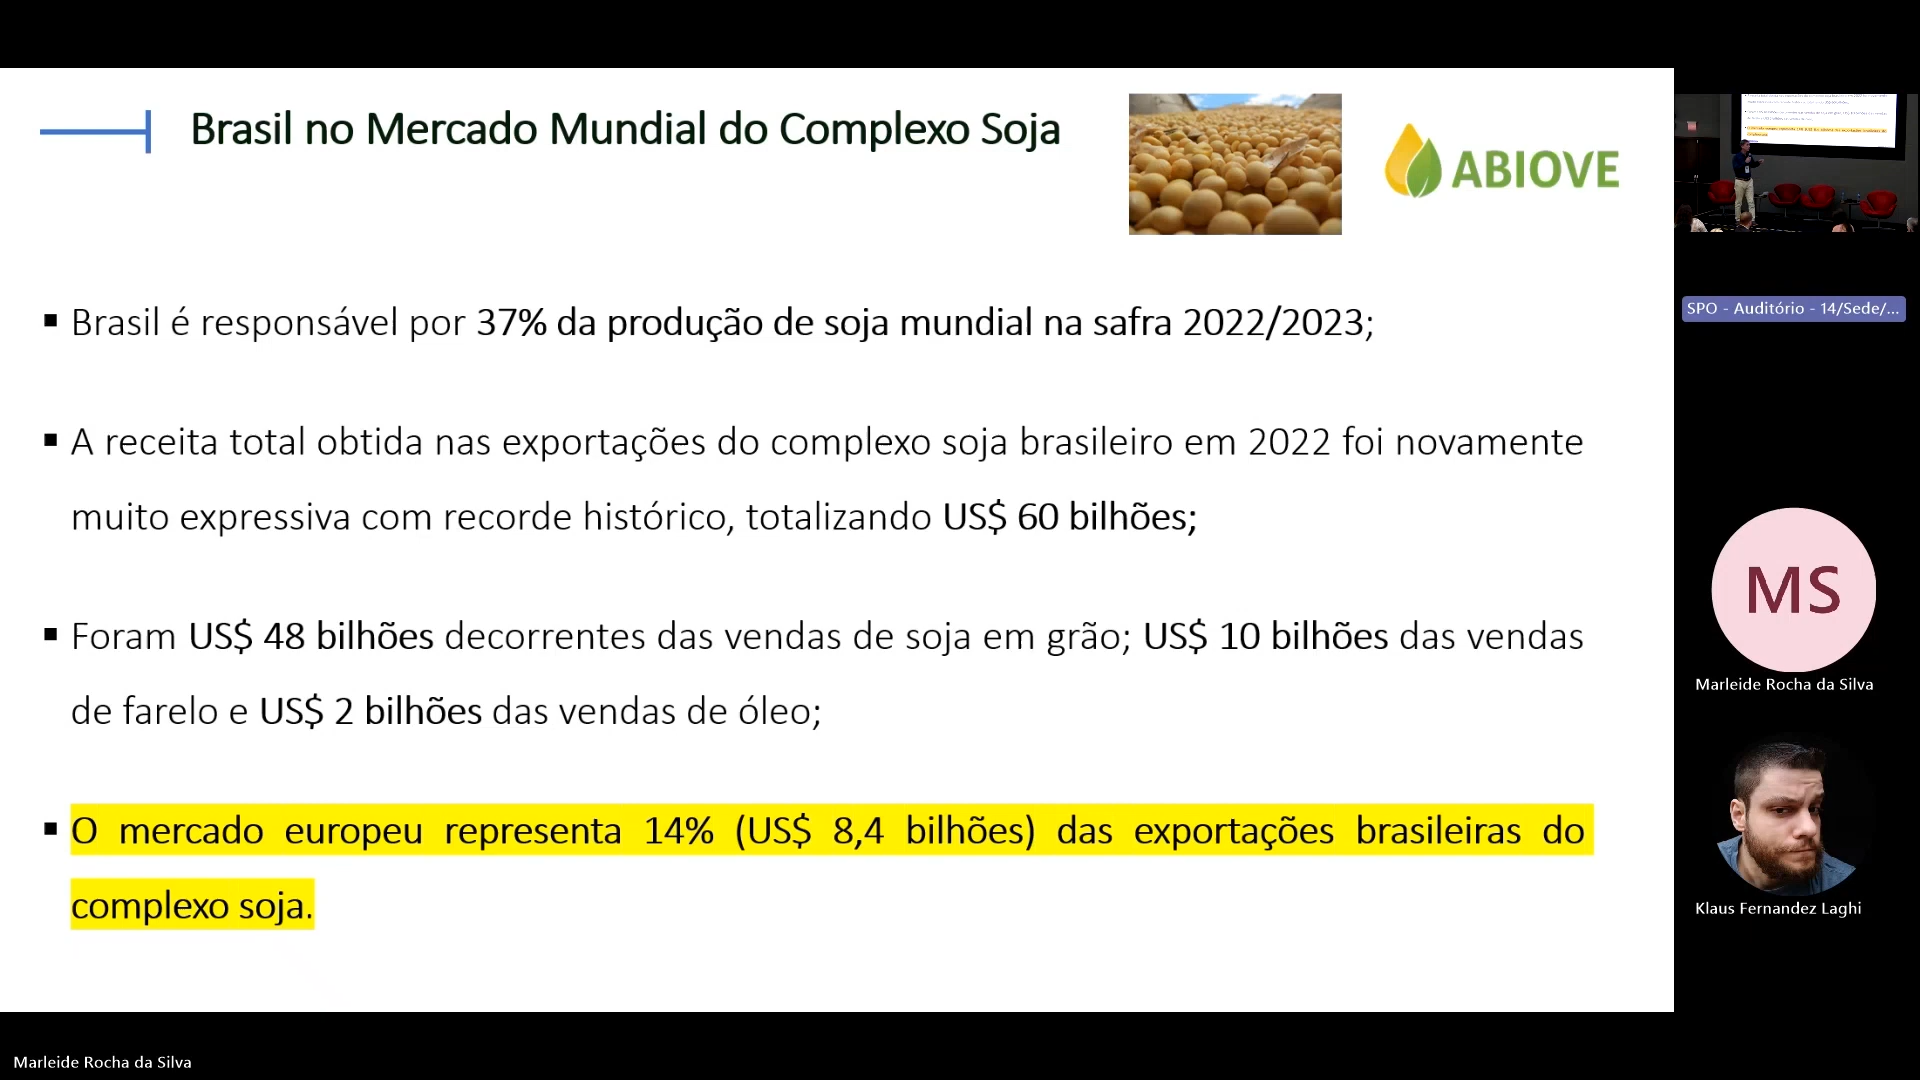 Brasil no Mercado Mundial do Complexo Soja
ABIOVE
▪ Brasil é responsável por 37% da produção de soja mundial na safra 2022/2023;
▪ A receita total obtida nas exportações do complexo soja brasileiro em 2022 foi novamente
muito expressiva com recorde histórico, totalizando US$ 60 bilhões;
▪ Foram US$ 48 bilhões decorrentes das vendas de soja em grão; US$ 10 bilhões das vendas
de farelo e US$ 2 bilhões das vendas de óleo;
▪ O mercado europeu representa 14% (US$ 8,4 bilhões) das exportações brasileiras do
complexo soja.
SPO - Auditório - 14/Sede/...
MS
Marleide Rocha da Silva
Klaus Fernandez Laghi
Marleide Rocha da Silva